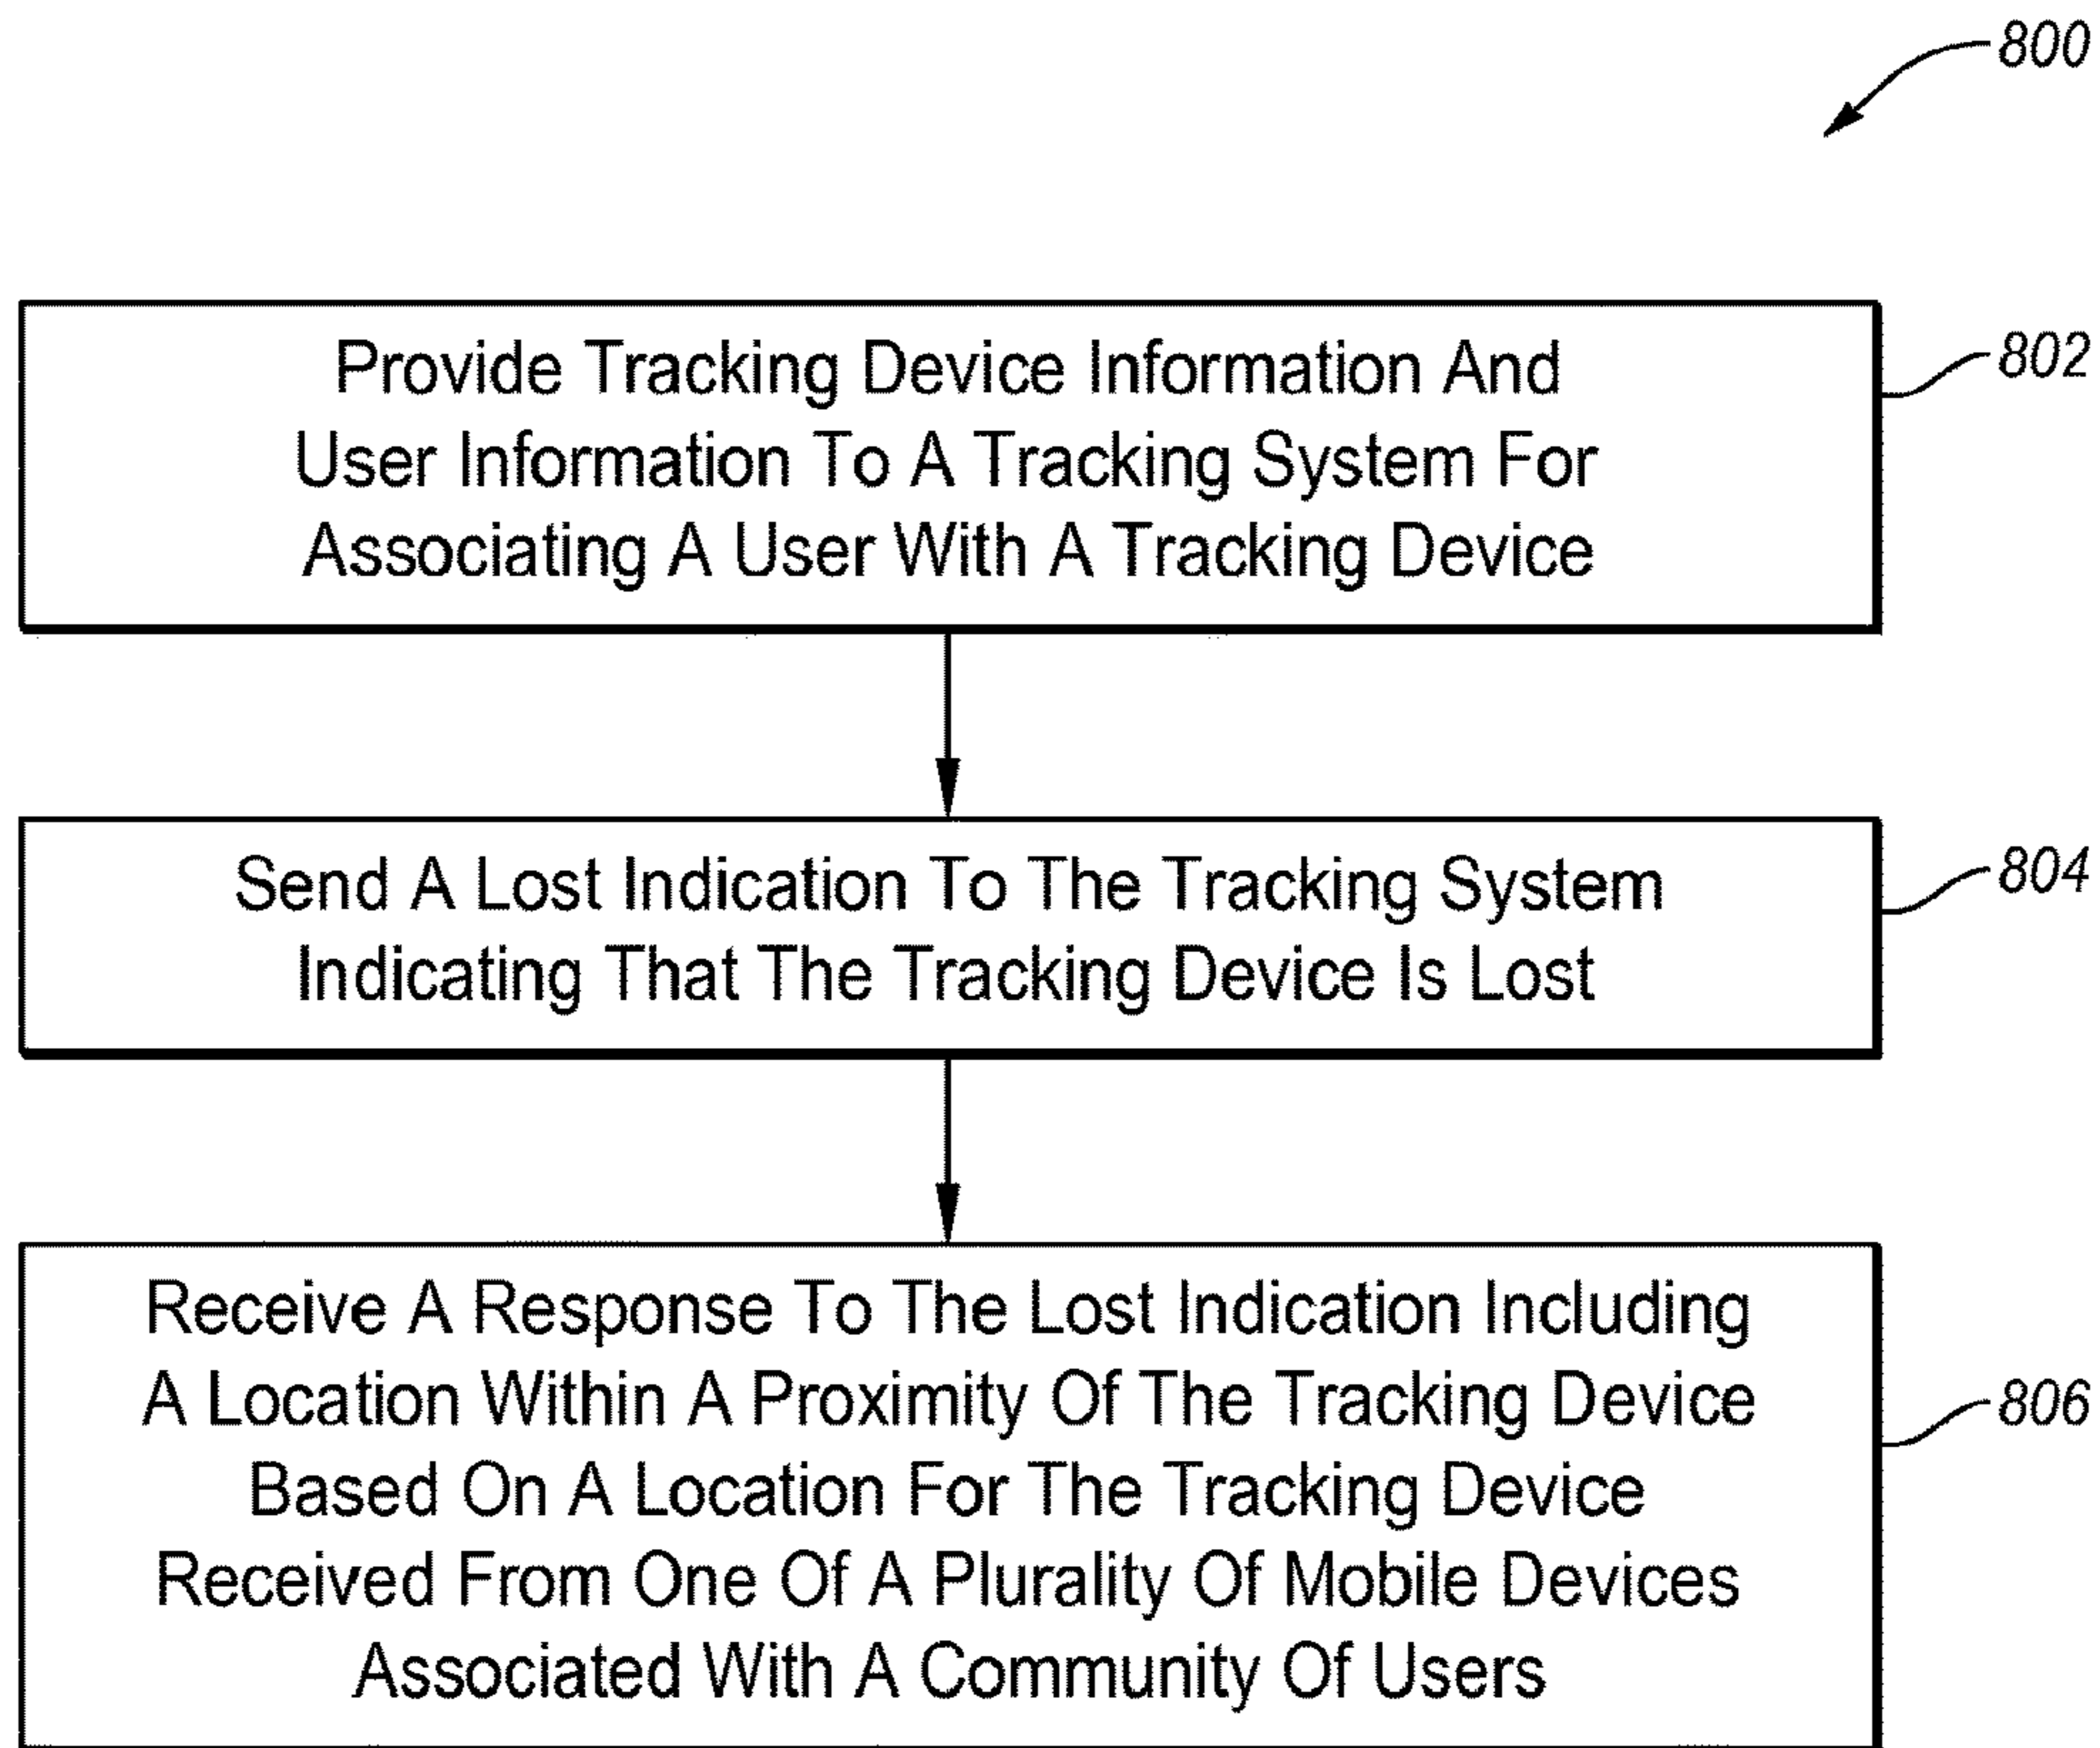 800
Provide Tracking Device Information And
User Information To A Tracking System For
Associating A User With A Tracking Device
802
Send A Lost Indication To The Tracking System
Indicating That The Tracking Device Is Lost
804
Receive A Response To The Lost Indication Including
A Location Within A Proximity Of The Tracking Device
Based On A Location For The Tracking Device
Received From One Of A Plurality Of Mobile Devices
Associated With A Community Of Users
806